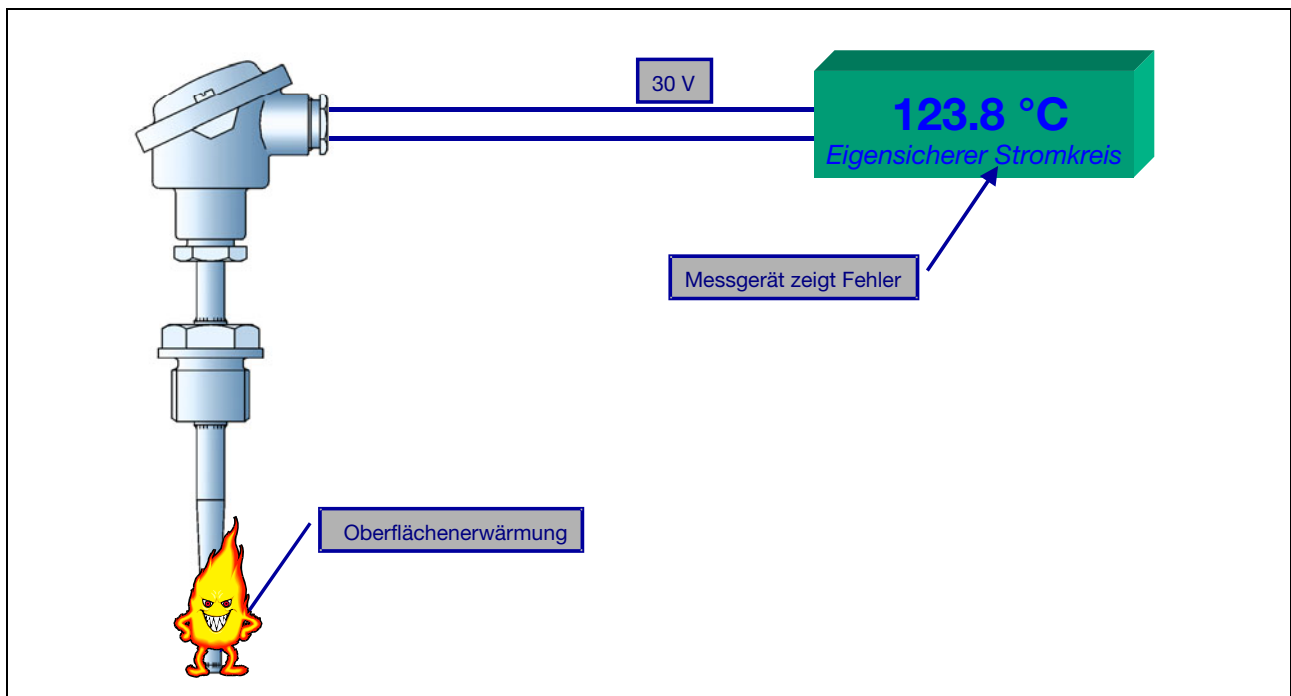 30 V
123.8 °C
Eigensicherer Stromkreis
Messgerät zeigt Fehler
Oberflächenerwärmung